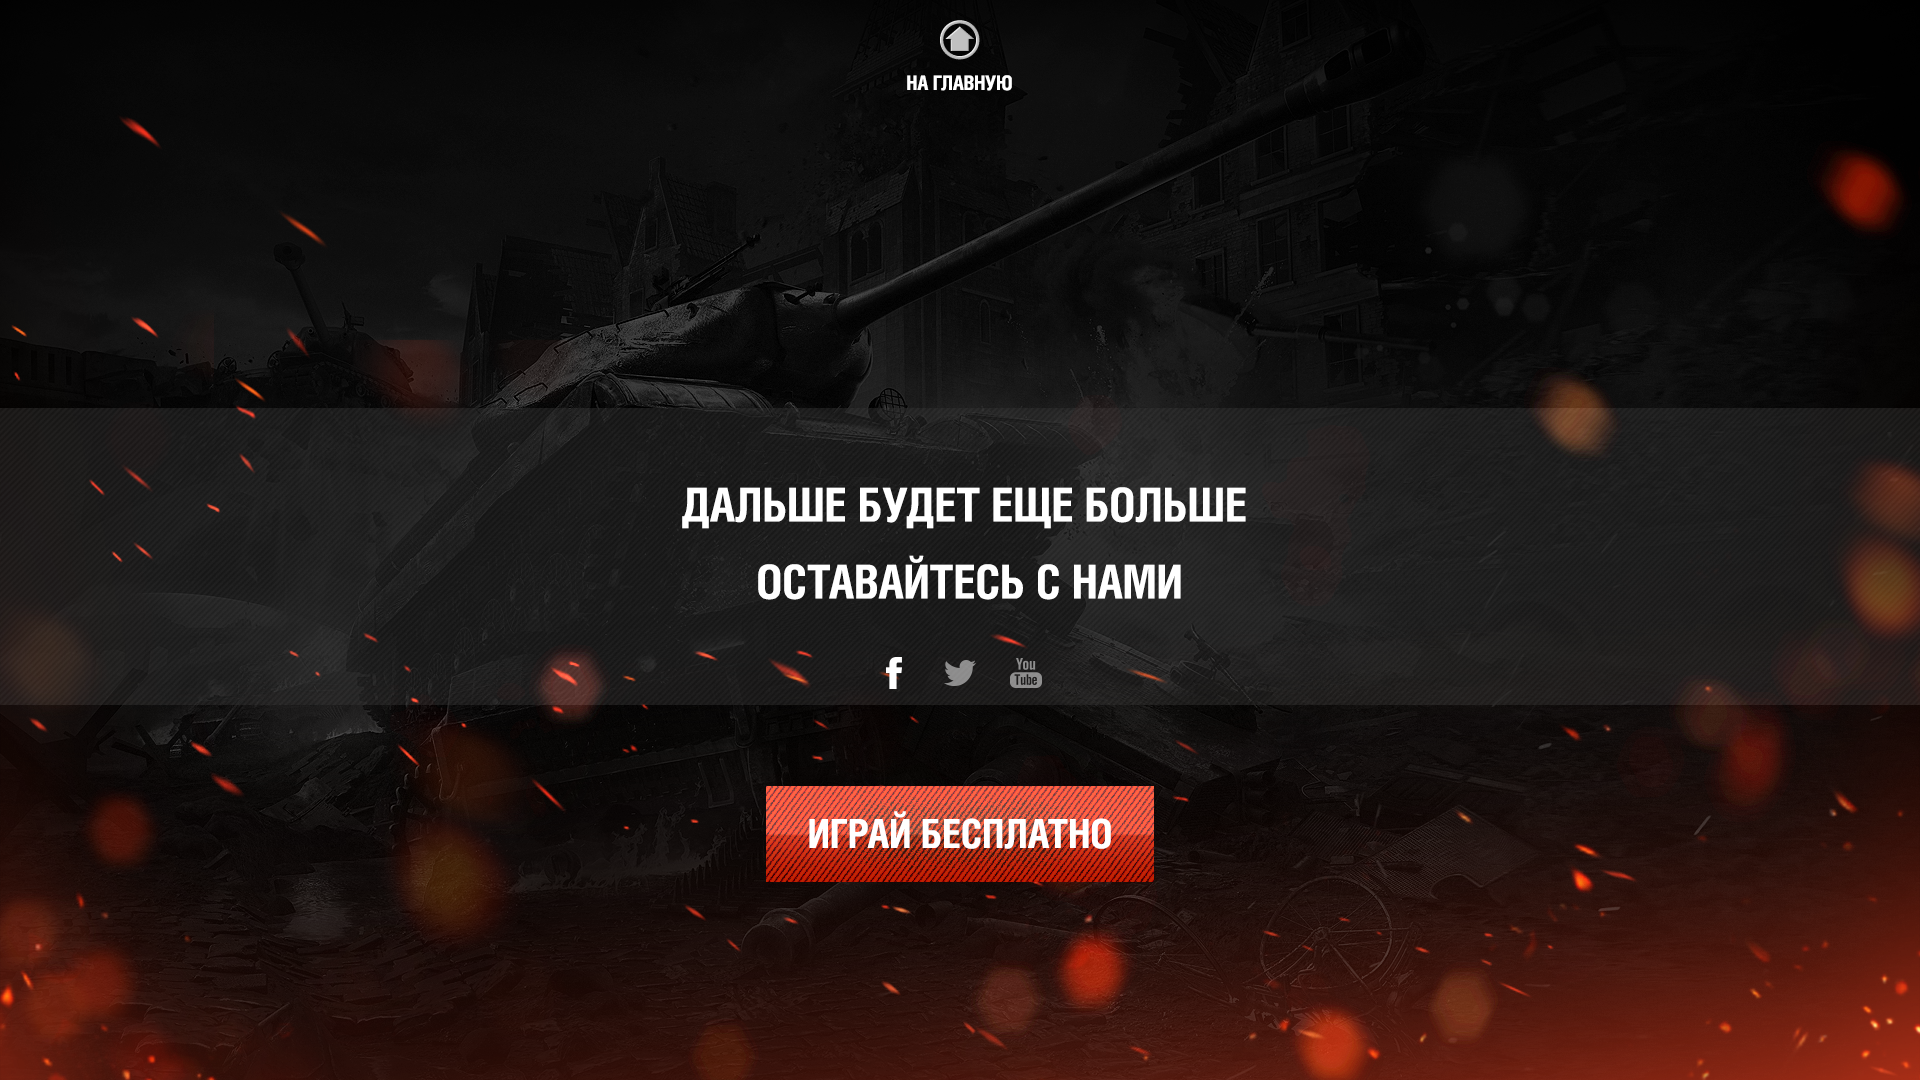 НА ГЛАВНУЮ
ДАЛЬШЕ БУДЕТ ЕЩЕ БОЛЬШЕ
ОСТАВАЙТЕСЬ С НАМИ
f
You
Tube
ИГРАЙ БЕСПЛАТНО